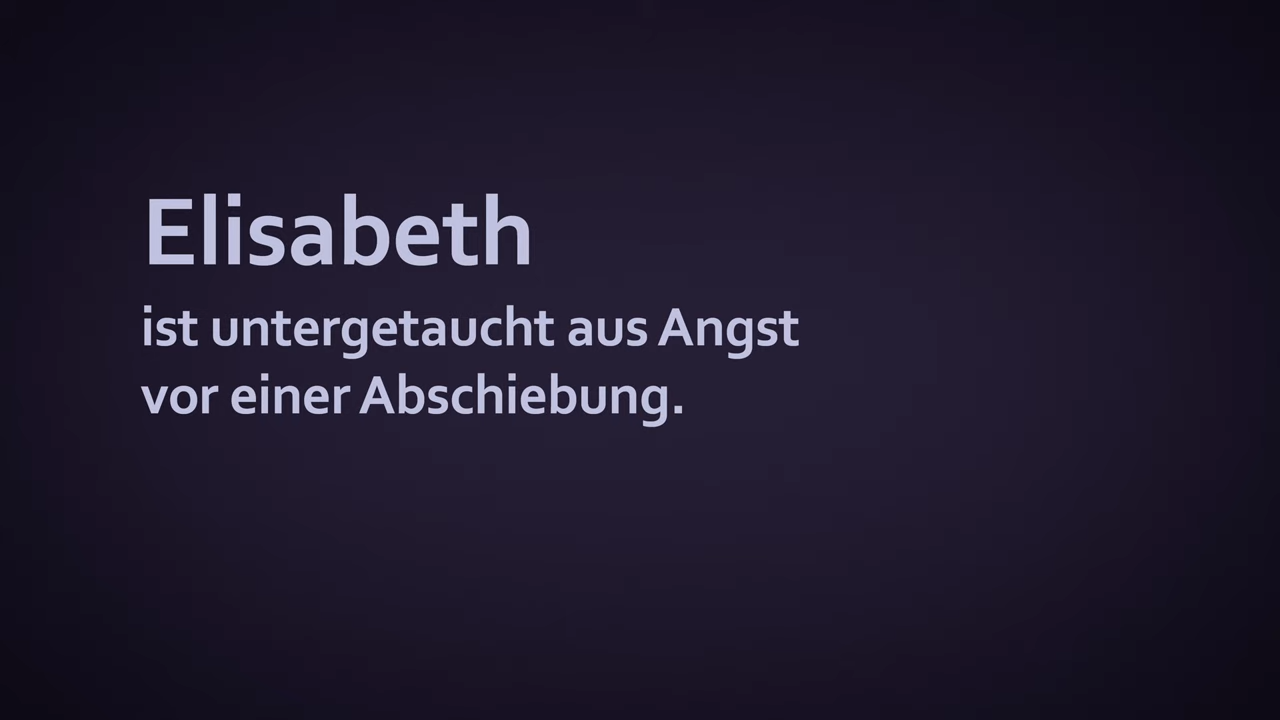 Elisabeth
ist untergetaucht aus Angst
vor einer Abschiebung.